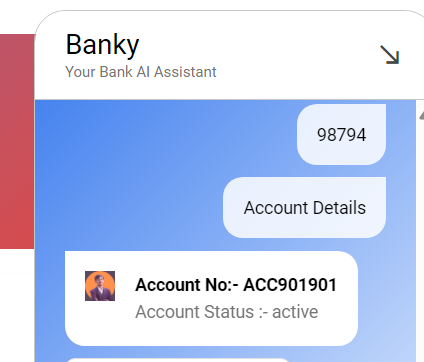 Banky
Your Bank AI Assistant
98794
Account Details
Account No:- ACC901901
Account Status :- active